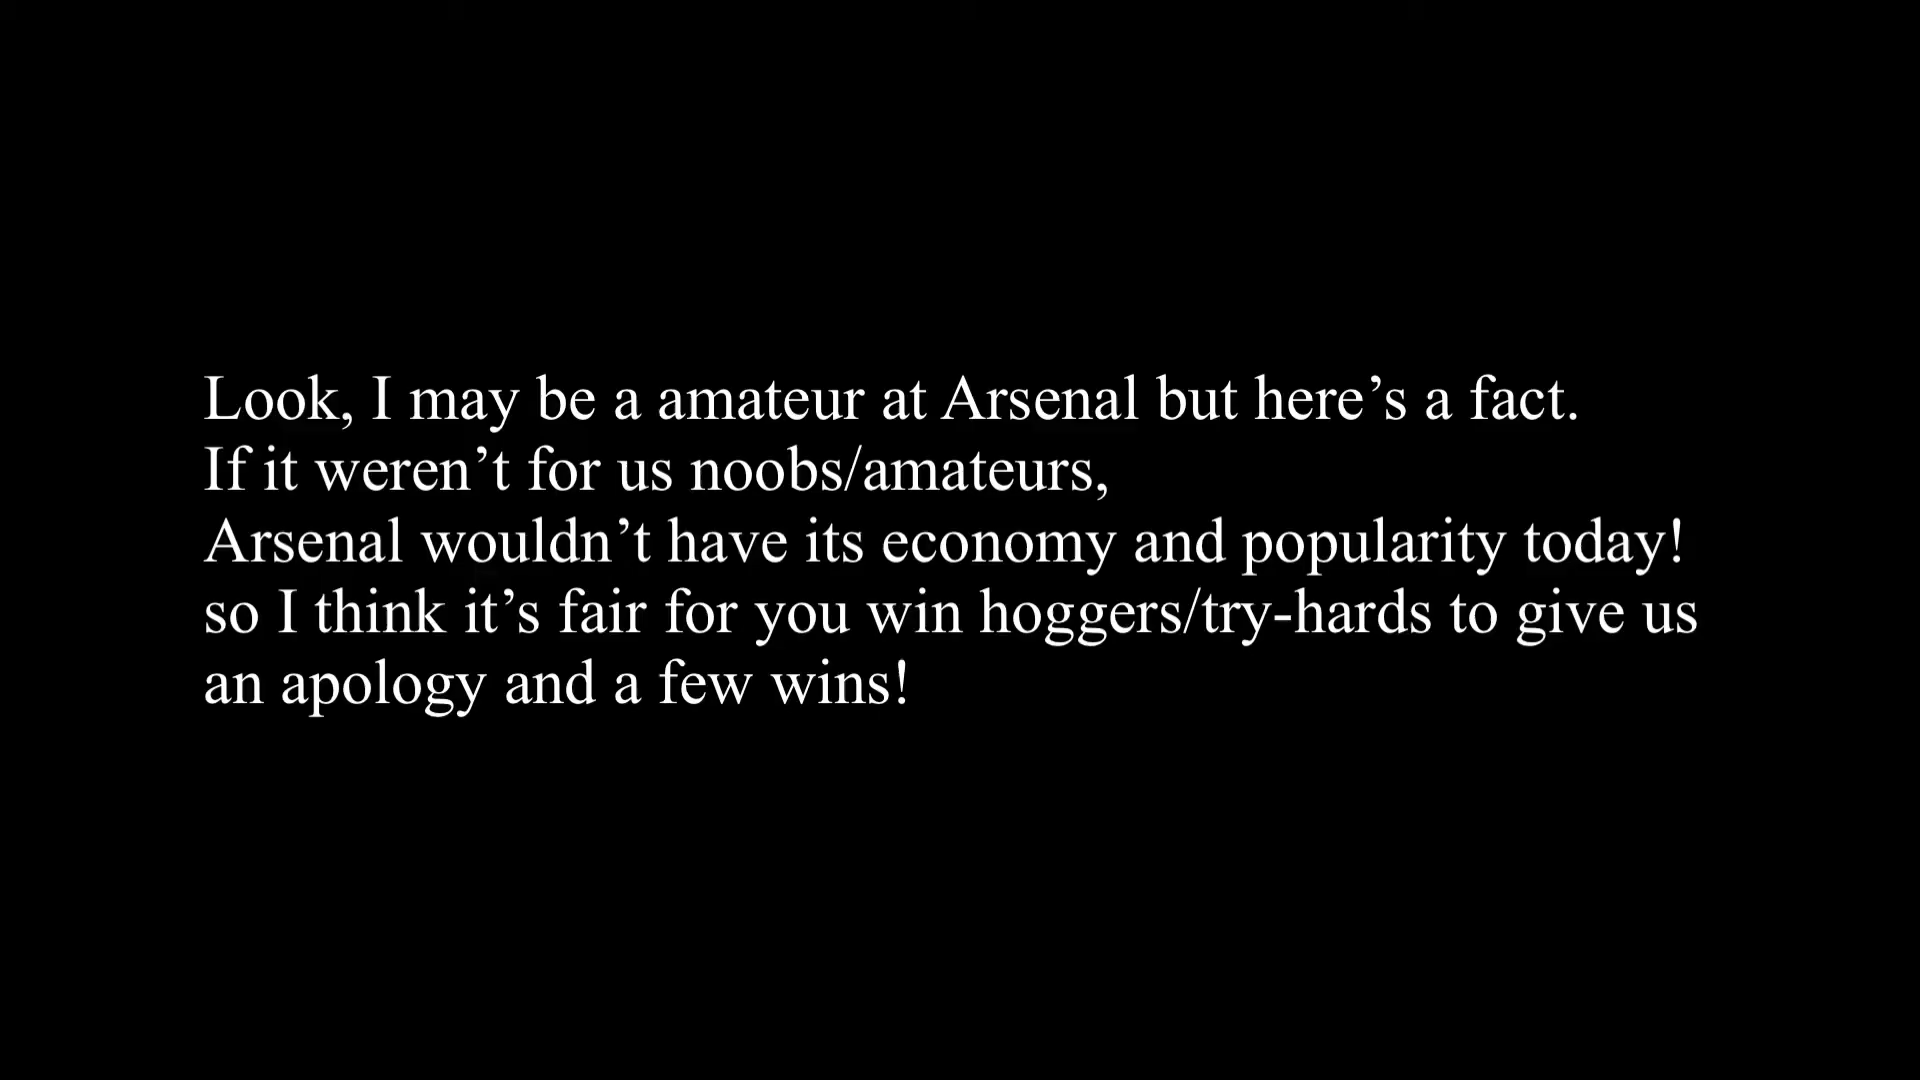 Look, I may be a amateur at Arsenal but here’s a fact.
If it weren’t for us noobs/amateurs,
Arsenal wouldn’t have its economy and popularity today!
so I think it’s fair for you win hoggers/try-hards to give us
an apology and a few wins!